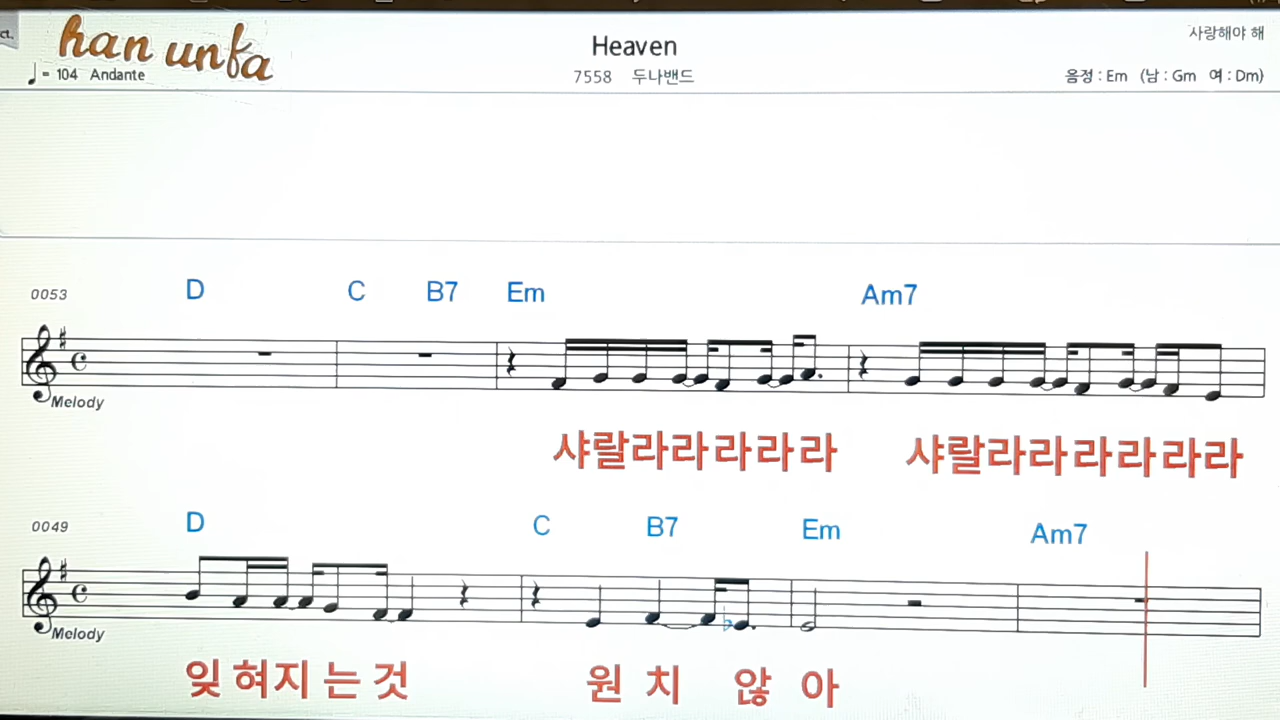 ct.
han unfa
Heaven
사랑해야 해
♩= 104 Andante
7558 두나밴드
음정 : Em (남 : Gm 여 : Dm)
0053
D C B7 Em Am7
Melody
샤랄라라라라라 샤랄라라라라라라
0049
D C B7 Em Am7
Melody
잊혀지는것 원치 않아